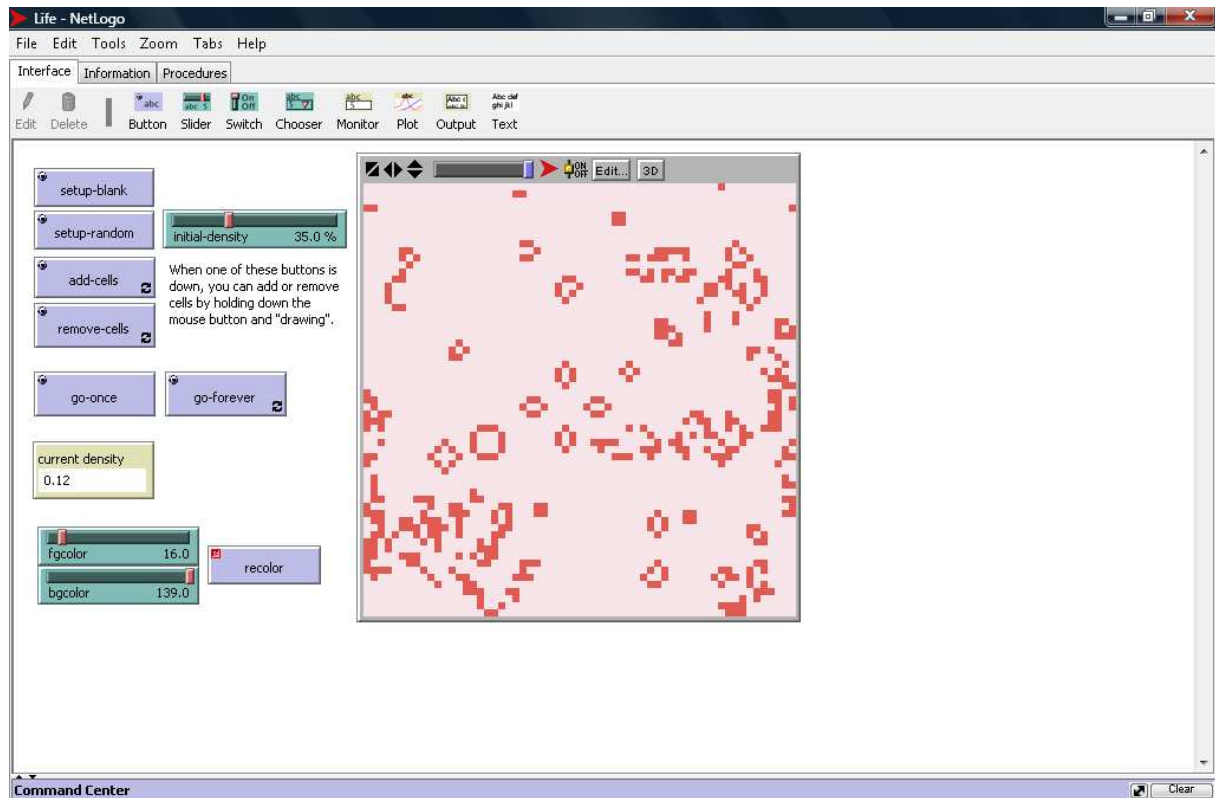 Life - NetLogo
File Edit Tools Zoom Tabs Help
Interface Information Procedures
Edit Delete Button Slider Switch Chooser Monitor Plot Output Text
Edit... 3D
ON
OFF
setup-blank
setup-random
initial-density 35.0 %
add-cells
When one of these buttons is
down, you can add or remove
cells by holding down the
mouse button and "drawing".
remove-cells
go-once
go-forever
current density
0.12
fgcolor 16.0
recolor
bgcolor 139.0
Command Center
Clear